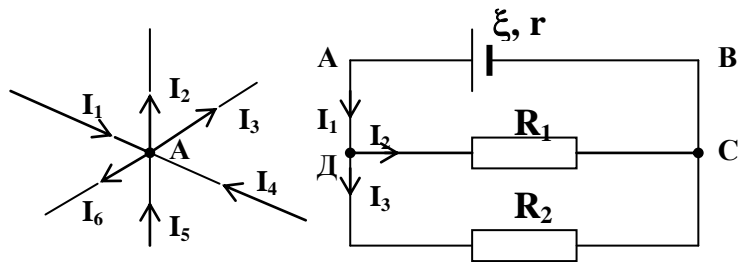 ξ, r
A
B
I₁
I₂
I₃
A
I₄
I₅
I₆
I₁
I₂
R₁
Д
C
I₃
R₂